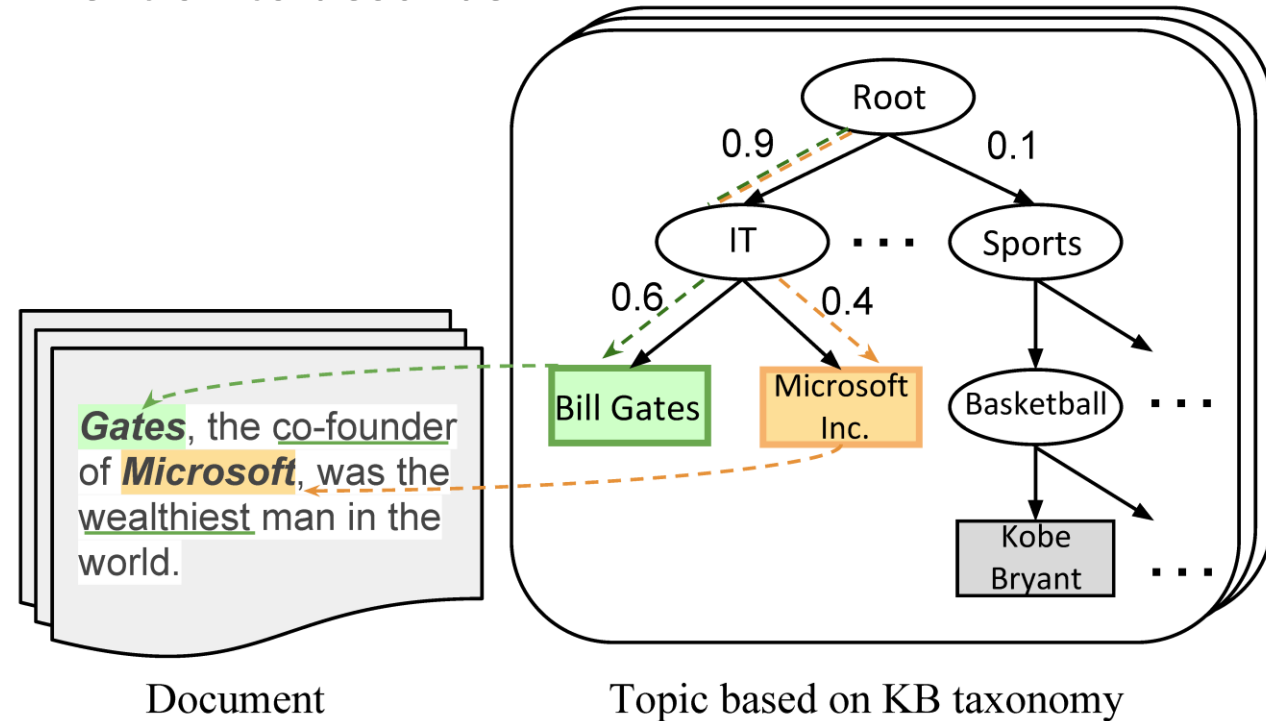 Root
0.9
0.1
IT
...
Sports
0.6
0.4
Bill Gates
Microsoft
Inc.
Basketball
...
Kobe
Bryant
...
Gates, the co-founder
of Microsoft, was the
wealthiest man in the
world.
Document
Topic based on KB taxonomy